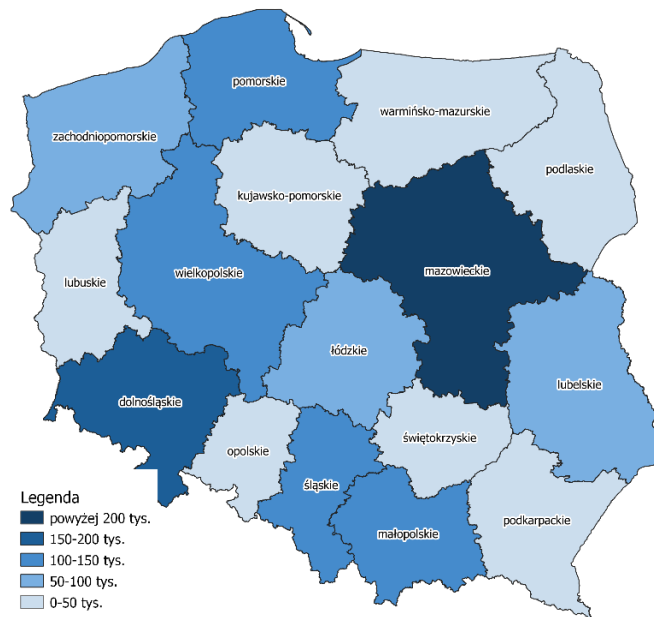 pomorskie
warmińsko-mazurskie
zachodniopomorskie
podlaskie
kujawsko-pomorskie
mazowieckie
wielkopolskie
lubuskie
łódzkie
lubelskie
dolnośląskie
świętokrzyskie
opolskie
śląskie
podkarpackie
małopolskie
Legenda
powyżej 200 tys.
150-200 tys.
100-150 tys.
50-100 tys.
0-50 tys.